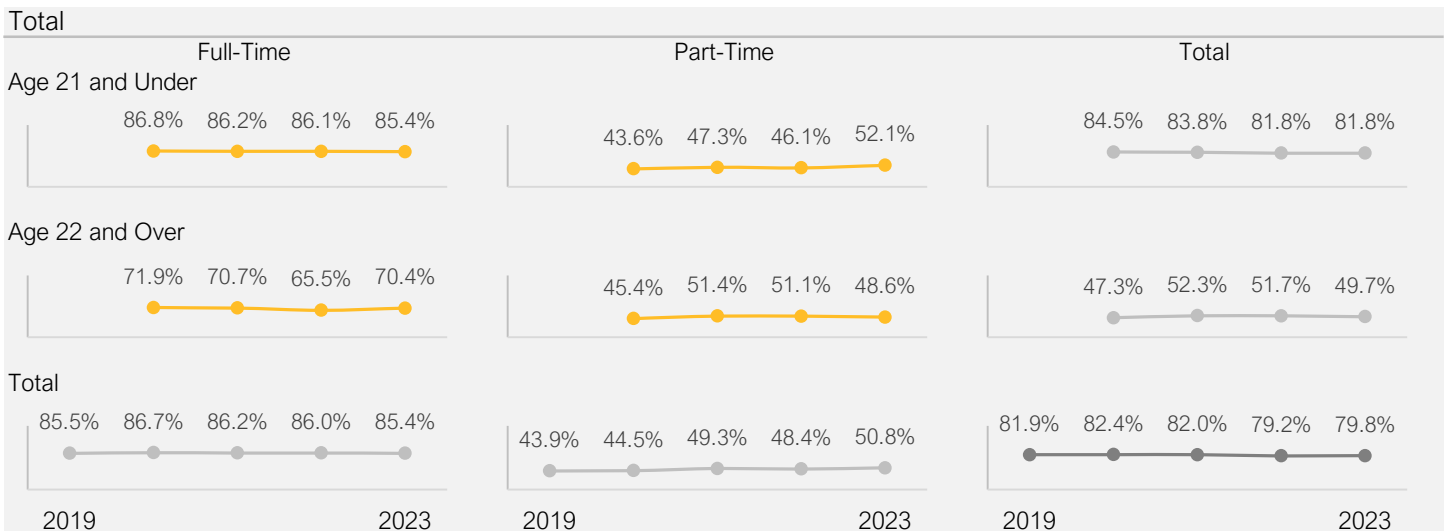 Total
Full-Time Part-Time Total
Age 21 and Under
86.8% 86.2% 86.1% 85.4% 43.6% 47.3% 46.1% 52.1% 84.5% 83.8% 81.8% 81.8%
Age 22 and Over
71.9% 70.7% 65.5% 70.4% 45.4% 51.4% 51.1% 48.6% 47.3% 52.3% 51.7% 49.7%
Total
85.5% 86.7% 86.2% 86.0% 85.4% 43.9% 44.5% 49.3% 48.4% 50.8% 81.9% 82.4% 82.0% 79.2% 79.8%
2019 2023 2019 2023 2019 2023